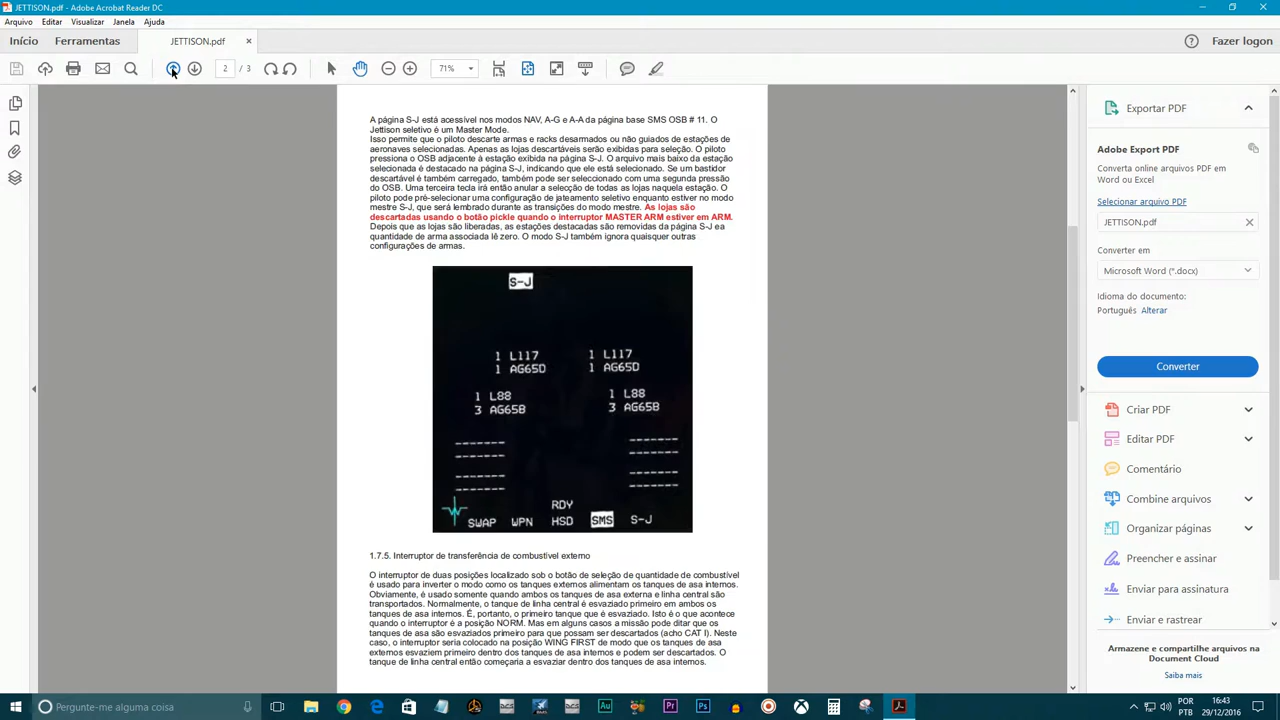 JETTISON.pdf - Adobe Acrobat Reader DC
Arquivo Editar Visualizar Janela Ajuda
Início Ferramentas JETTISON.pdf × Fazer logon
2 / 3 71%
A página S-J está acessível nos modos NAV, A-G e A-A da página base SMS OSB # 11. O
Jettison seletivo é um Master Mode.
Isso permite que o piloto descarte armas e racks desarmados ou não guiados de estações de
aeronaves selecionadas. Apenas as lojas descartáveis serão exibidas para seleção. O piloto
pressiona o OSB adjacente à estação exibida na página S-J. O arquivo mais baixo da estação
selecionada é destacado na página S-J, indicando que ele está selecionado. Se um bastidor
descartável é também carregado, também pode ser seleccionado com uma segunda pressão
do OSB. Uma terceira tecla irá então anular a selecção de todas as lojas naquela estação. O
piloto pode pré-selecionar uma configuração de jateamento seletivo enquanto estiver no modo
mestre S-J, que será lembrado durante as transições do modo mestre. As lojas são
descartadas usando o botão pickle quando o interruptor MASTER ARM estiver em ARM.
Depois que as lojas são liberadas, as estações destacadas são removidas da página S-J ea
quantidade de arma associada lê zero. O modo S-J também ignora quaisquer outras
configurações de armas.
S-J
1 L117 1 L117
1 AG65D 1 AG65D
1 L88 1 L88
3 AG65B 3 AG65B
------- -------
------- -------
------- -------
------- -------
RDY
SWAP WPN HSD SMS S-J
1.7.5. Interruptor de transferência de combustível externo
O interruptor de duas posições localizado sob o botão de seleção de quantidade de combustível
é usado para inverter o modo como os tanques externos alimentam os tanques de asa internos.
Obviamente, é usado somente quando ambos os tanques de asa externa e linha central são
transportados. Normalmente, o tanque de linha central é esvaziado primeiro em ambos os
tanques de asa internos. É, portanto, o primeiro tanque que é esvaziado. Isto é o que acontece
quando o interruptor é a posição NORM. Mas em alguns casos a missão pode ditar que os
tanques de asa são esvaziados primeiro para que possam ser descartados (acho CAT I). Neste
caso, o interruptor seria colocado na posição WING FIRST de modo que os tanques de asa
externos esvaziem primeiro dentro dos tanques de asa internos e podem ser descartados. O
tanque de linha central então começaria a esvaziar dentro dos tanques de asa internos.
Exportar PDF
Adobe Export PDF
Converta online arquivos PDF em
Word ou Excel
Selecionar arquivo PDF
JETTISON.pdf
Converter em
Microsoft Word (*.docx)
Idioma do documento:
Português Alterar
Converter
Criar PDF
Editar PDF
Comentário
Combine arquivos
Organizar páginas
Preencher e assinar
Enviar para assinatura
Enviar e rastrear
Armazene e compartilhe arquivos na
Document Cloud
Saiba mais
Pergunte-me alguma coisa
Au Pr Ps
POR
PTB
16:43
29/12/2016